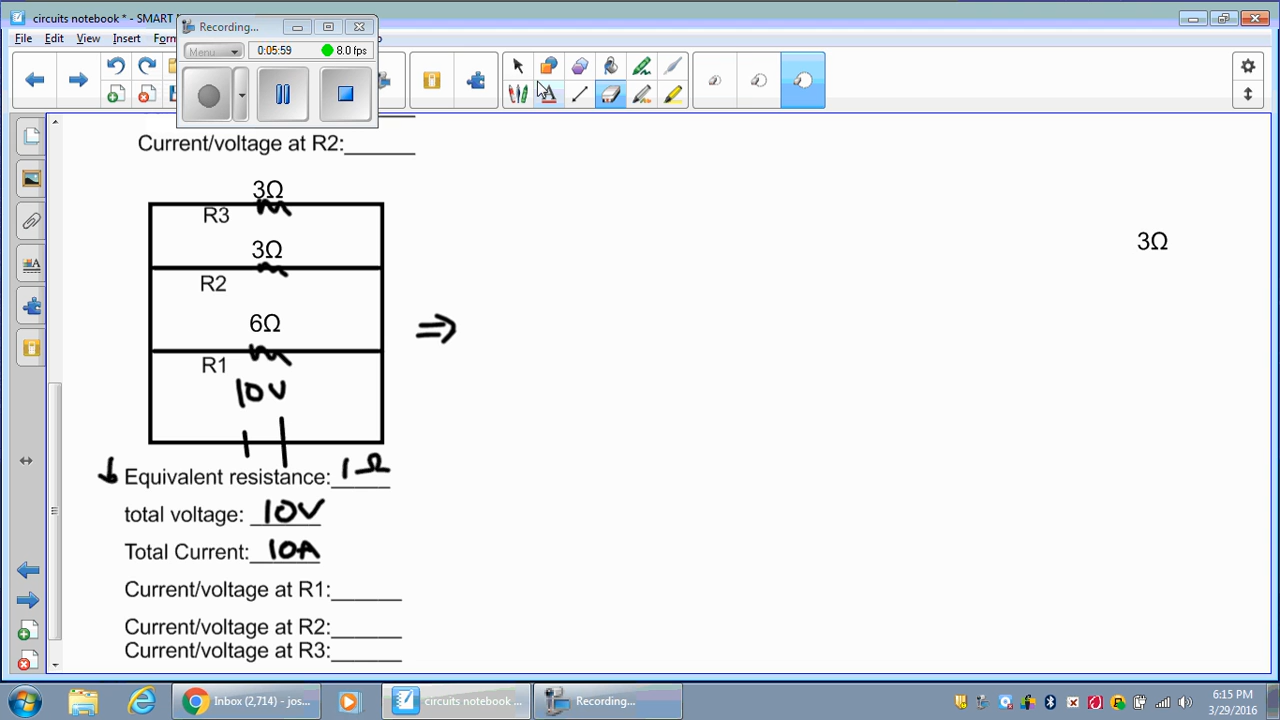 circuits notebook * - SMART
Recording...
File Edit View Insert Form
Menu 0:05:59 8.0 fps
Current/voltage at R2:______
3Ω
R3
3Ω
3Ω
R2
6Ω
⇒
R1
10V
↓ Equivalent resistance: 1Ω
total voltage: 10V
Total Current: 10A
Current/voltage at R1:______
Current/voltage at R2:______
Current/voltage at R3:______
Inbox (2,714) - jos...
circuits notebook ...
Recording...
6:15 PM
3/29/2016